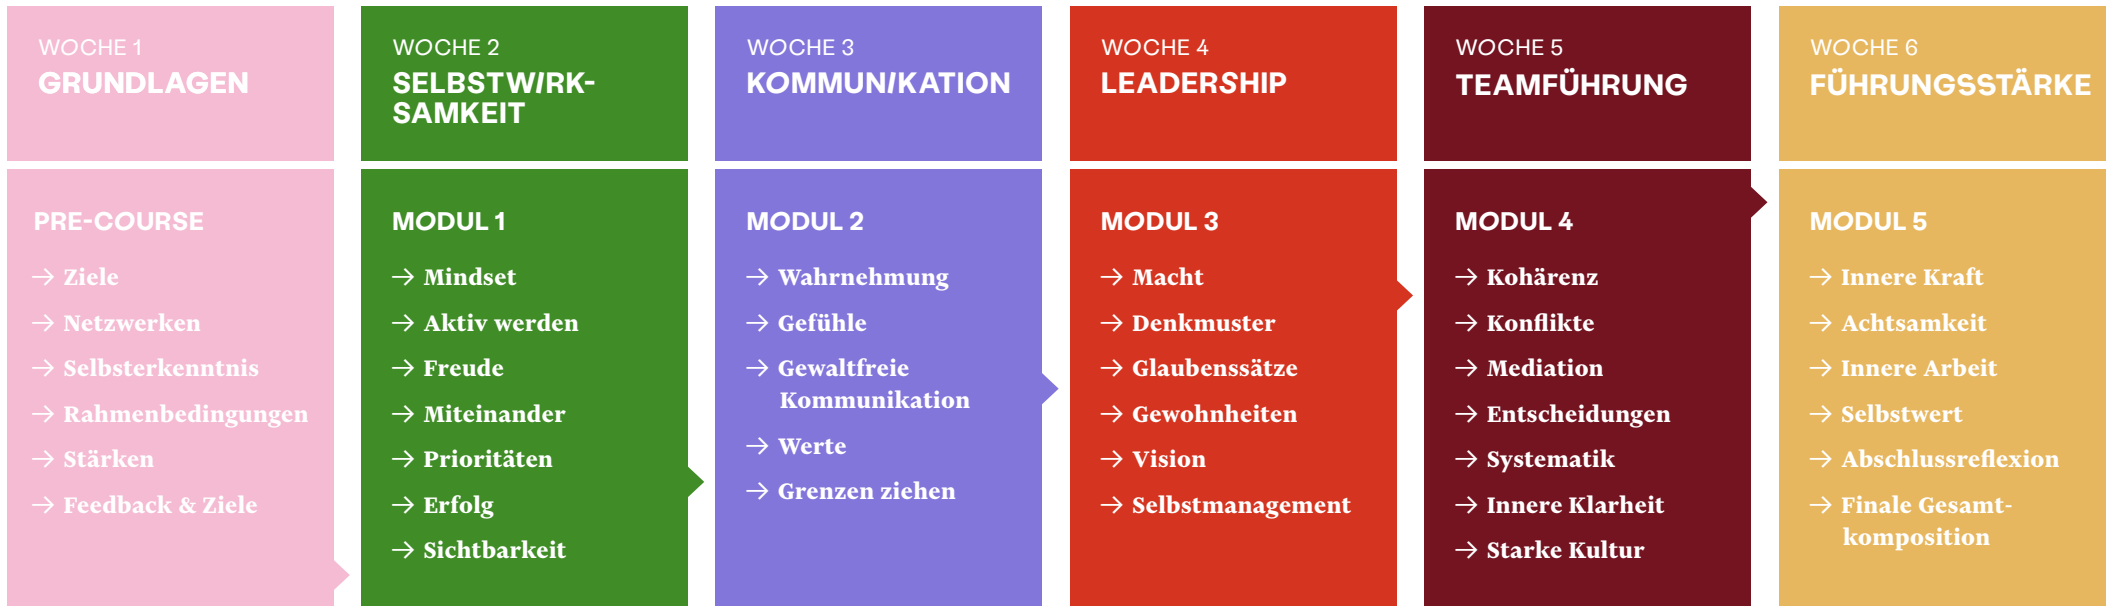 WOCHE 1
GRUNDLAGEN
PRE-COURSE
→ Ziele
→ Netzwerken
→ Selbsterkenntnis
→ Rahmenbedingungen
→ Stärken
→ Feedback & Ziele
WOCHE 2
SELBSTWIRK-
SAMKEIT
MODUL 1
→ Mindset
→ Aktiv werden
→ Freude
→ Miteinander
→ Prioritäten
→ Erfolg
→ Sichtbarkeit
WOCHE 3
KOMMUNIKATION
MODUL 2
→ Wahrnehmung
→ Gefühle
→ Gewaltfreie
Kommunikation
→ Werte
→ Grenzen ziehen
WOCHE 4
LEADERSHIP
MODUL 3
→ Macht
→ Denkmuster
→ Glaubenssätze
→ Gewohnheiten
→ Vision
→ Selbstmanagement
WOCHE 5
TEAMFÜHRUNG
MODUL 4
→ Kohärenz
→ Konflikte
→ Mediation
→ Entscheidungen
→ Systematik
→ Innere Klarheit
→ Starke Kultur
WOCHE 6
FÜHRUNGSSTÄRKE
MODUL 5
→ Innere Kraft
→ Achtsamkeit
→ Innere Arbeit
→ Selbstwert
→ Abschlussreflexion
→ Finale Gesamt-
komposition